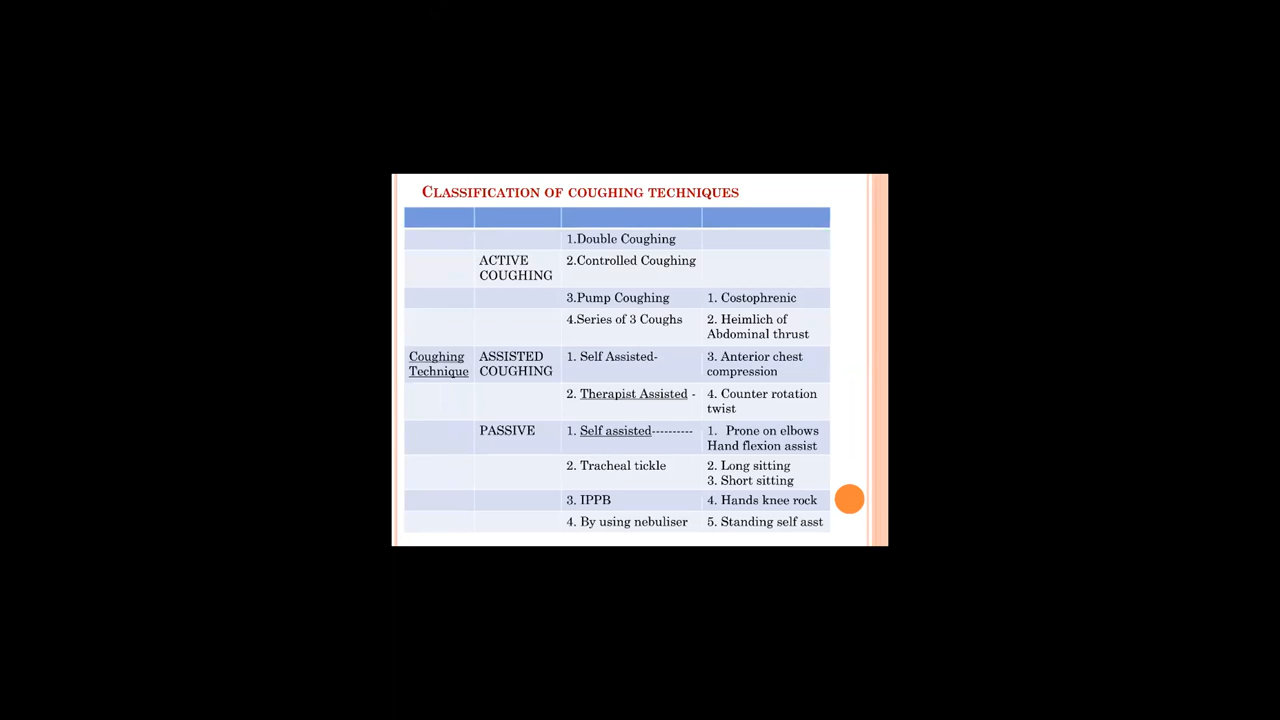 CLASSIFICATION OF COUGHING TECHNIQUES
1.Double Coughing
ACTIVE
COUGHING
2.Controlled Coughing
3.Pump Coughing
1. Costophrenic
4.Series of 3 Coughs
2. Heimlich of
Abdominal thrust
Coughing
Technique
ASSISTED
COUGHING
1. Self Assisted-
3. Anterior chest
compression
2. Therapist Assisted -
4. Counter rotation
twist
PASSIVE
1. Self assisted----------
1. Prone on elbows
Hand flexion assist
2. Tracheal tickle
2. Long sitting
3. Short sitting
3. IPPB
4. Hands knee rock
4. By using nebuliser
5. Standing self asst